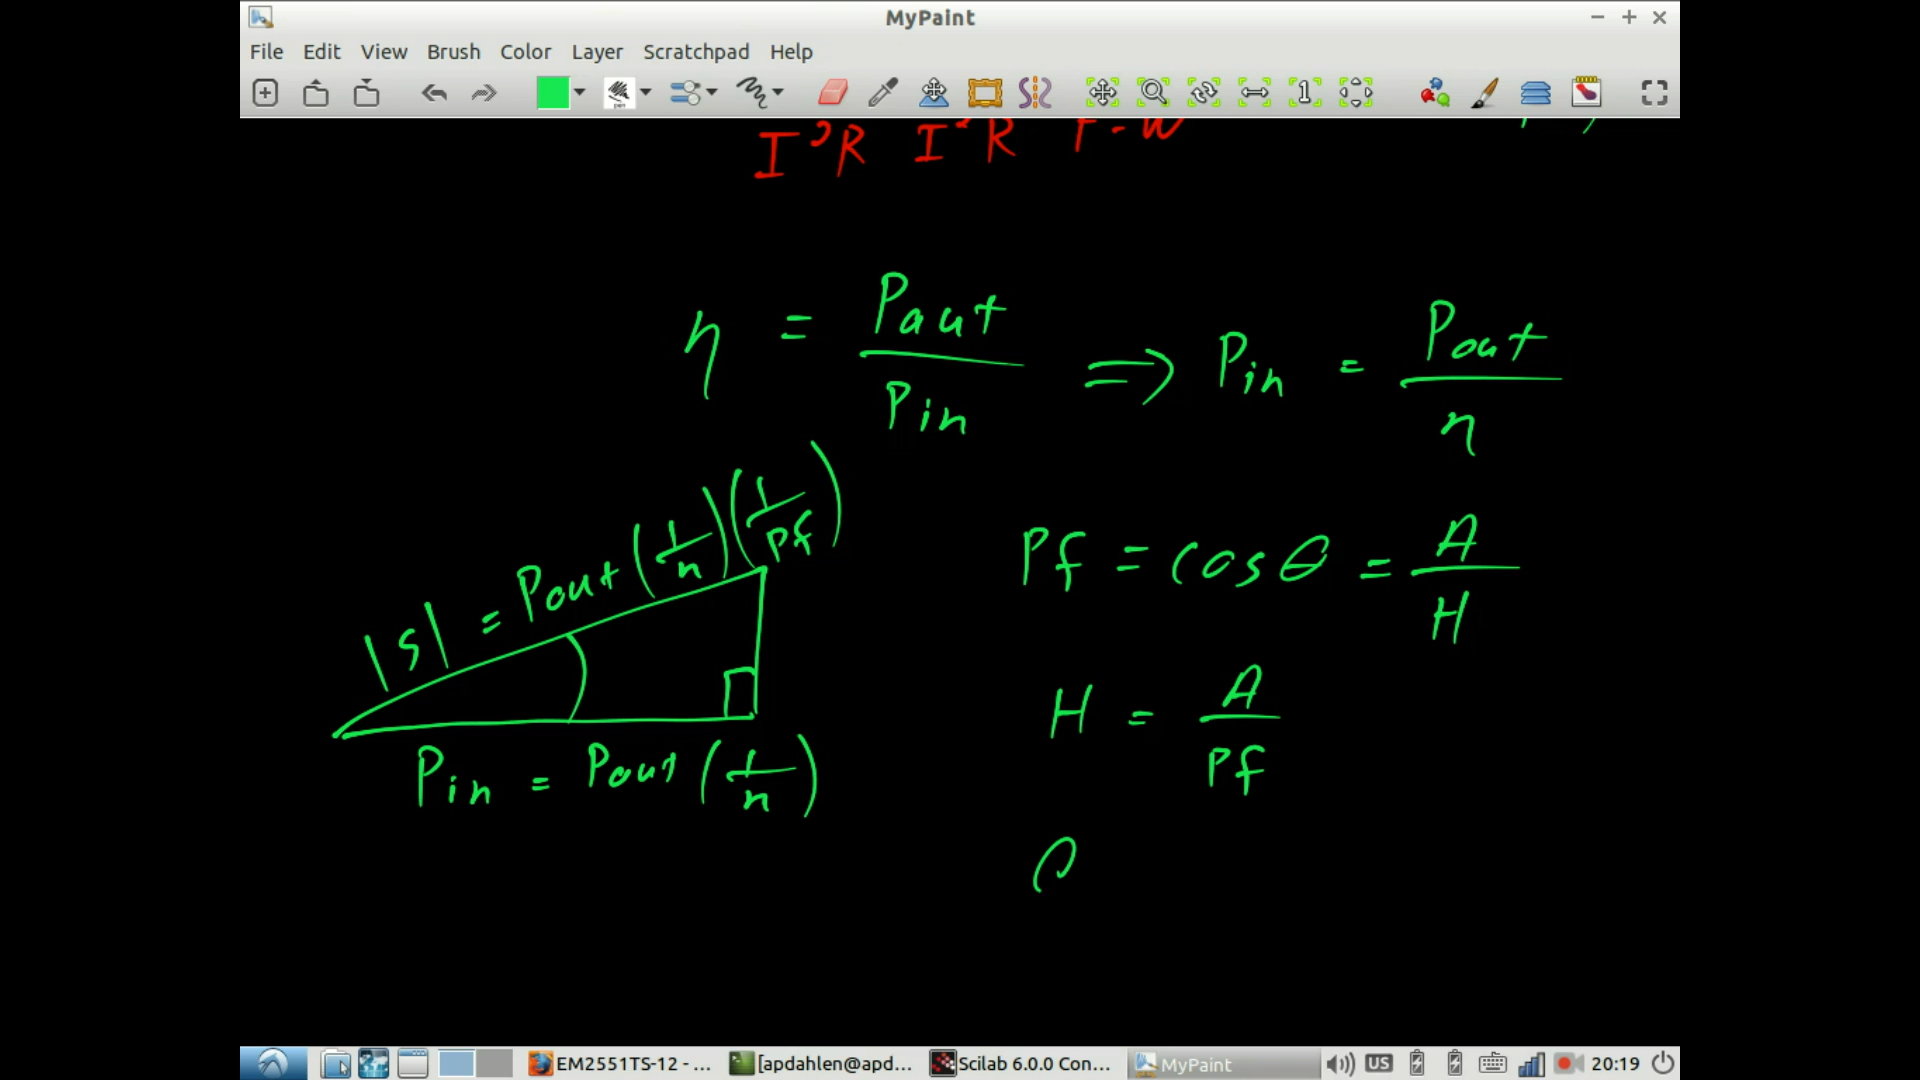 MyPaint
File Edit View Brush Color Layer Scratchpad Help
I²R I²R F-W
η = Pout / Pin ⇒ Pin = Pout / η
|S| = Pout (1/η) (1/Pf)
Pf = cos θ = A / H
H = A / Pf
Pin = Pout (1/η)
EM2551TS-12 - ... [apdahlen@apd... Scilab 6.0.0 Con... MyPaint US 20:19